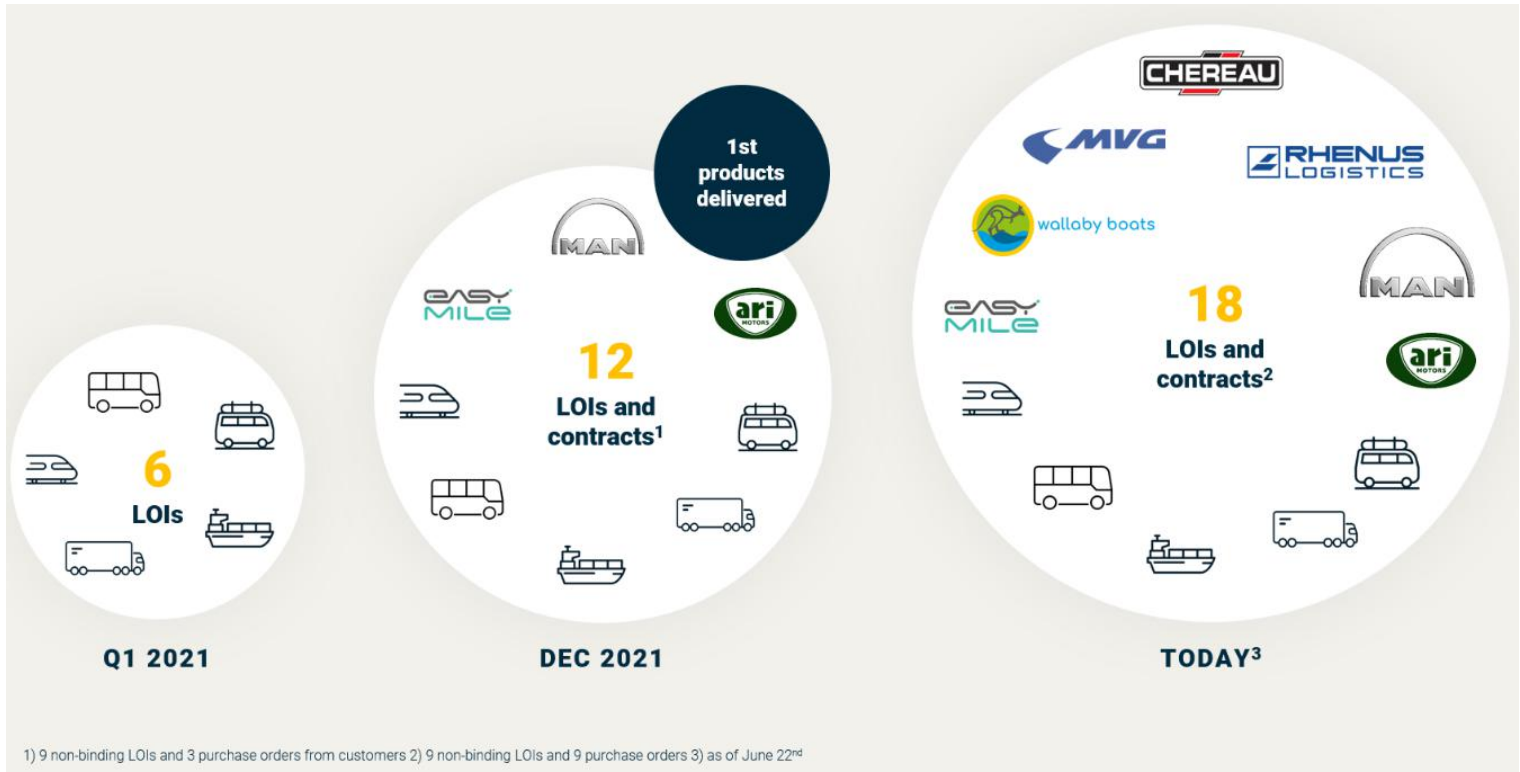 6
LOIs
Q1 2021
1st
products
delivered
MAN
EASY
MILE
ari
MOTORS
12
LOIs and
contracts¹
DEC 2021
CHEREAU
MVG
RHENUS
LOGISTICS
wallaby boats
MAN
EASY
MILE
ari
MOTORS
18
LOIs and
contracts²
TODAY³
1) 9 non-binding LOIs and 3 purchase orders from customers 2) 9 non-binding LOIs and 9 purchase orders 3) as of June 22ⁿᵈ